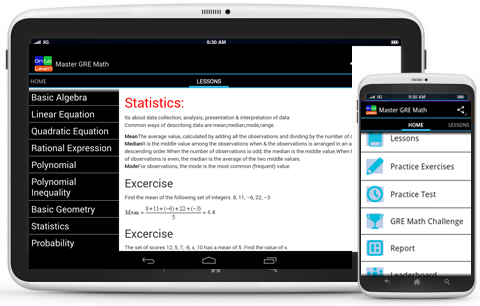 3G
9:30 AM
On Go
Learn
Master GRE Math
HOME
LESSONS
Basic Algebra
Linear Equation
Quadratic Equation
Rational Expression
Polynomial
Polynomial
Inequality
Basic Geometry
Statistics
Probability
Statistics:
Its about data collection, analysis, presentation & interpretation of data
Common ways of describing data are mean,median,mode,range.
MeanThe average value, calculated by adding all the observations and dividing by the number of
MedianIt is the middle value among the observations when & the observations is arranged in an
descending order. When the number of observations is odd, the median is the middle value.When
of observations is even, the median is the average of the two middle values.
ModeFor observations, the mode is the most common (frequent) value.
Excercise
Find the mean of the following set of integers. 8, 11, −6, 22, −3
Mean = 8+11+(−6)+22+(−3) / 5 = 6.4
Excercise
The set of scores 12, 5, 7, -8, x, 10 has a mean of 5. Find the value of x.
3G
9:30 AM
On Go
Learn
Master GRE Math
HOME
LESSONS
Lessons
Practice Exercises
Practice Test
GRE Math Challenge
Report
Leaderboard